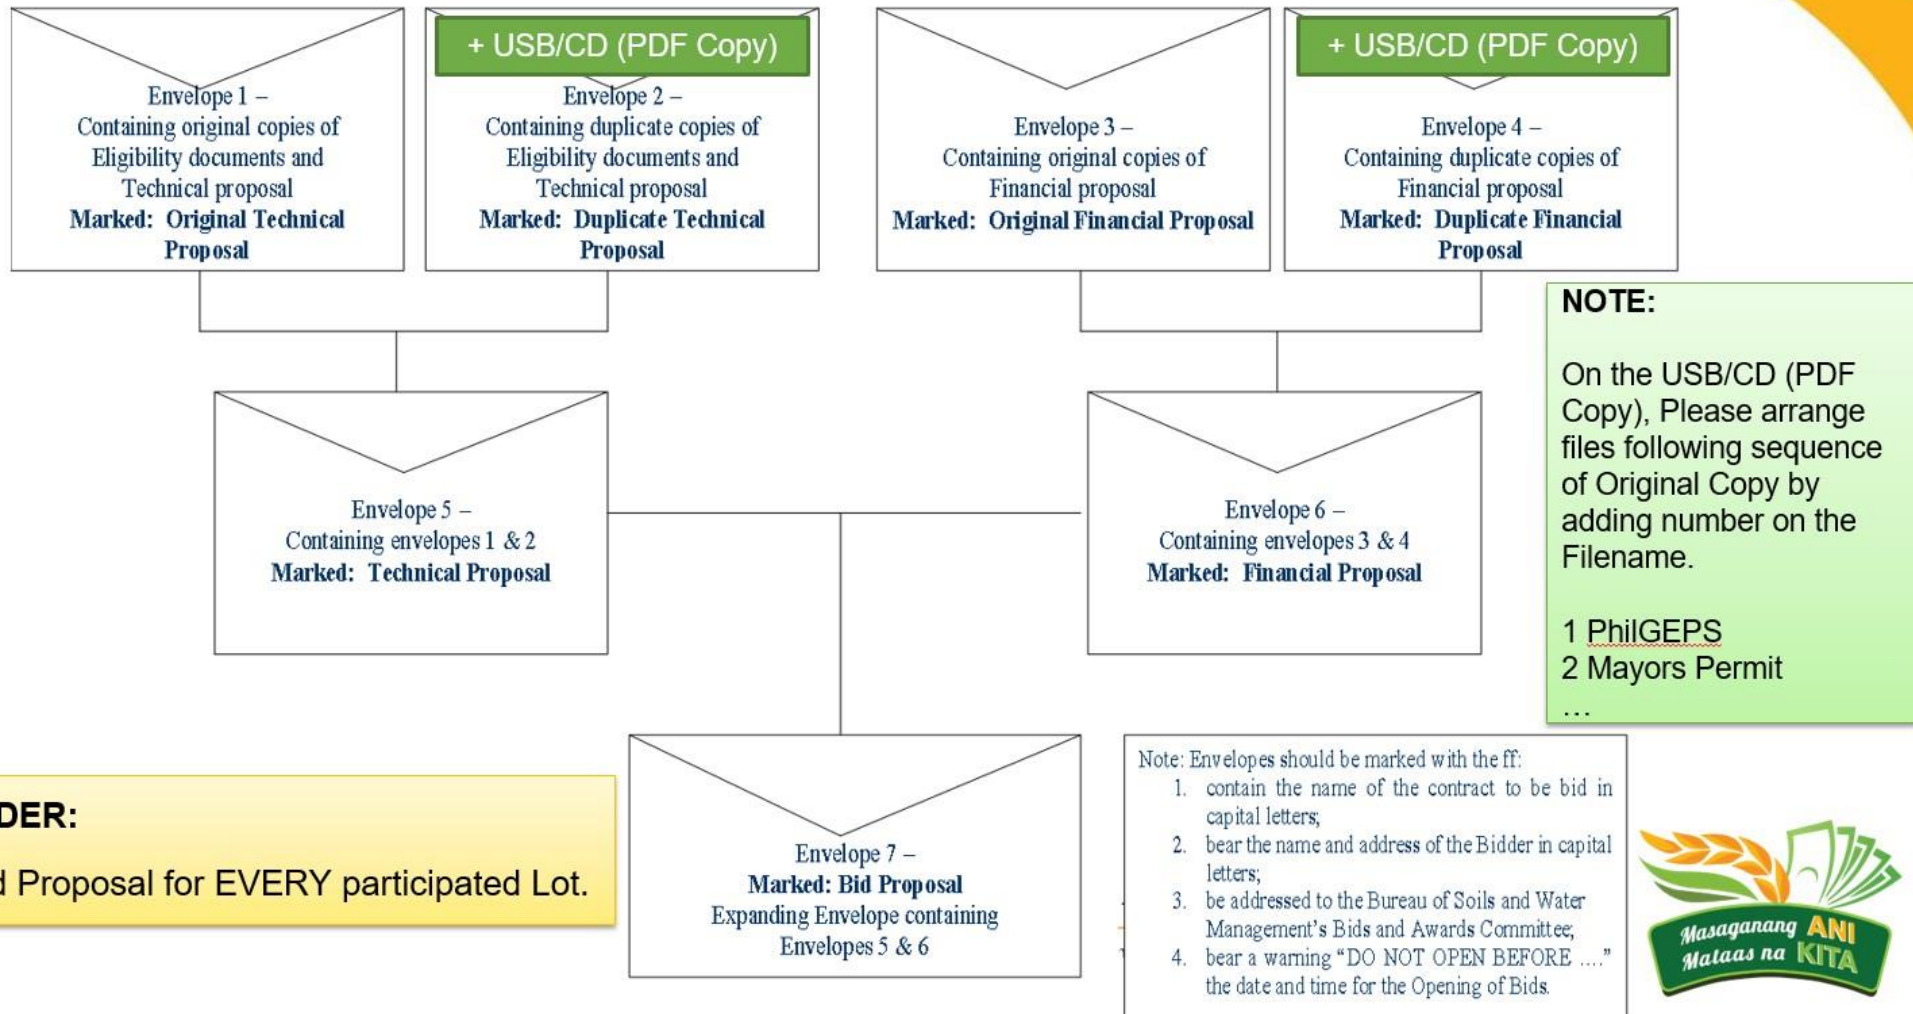 + USB/CD (PDF Copy)
+ USB/CD (PDF Copy)
Envelope 1 –
Containing original copies of
Eligibility documents and
Technical proposal
Marked: Original Technical
Proposal
Envelope 2 –
Containing duplicate copies of
Eligibility documents and
Technical proposal
Marked: Duplicate Technical
Proposal
Envelope 3 –
Containing original copies of
Financial proposal
Marked: Original Financial Proposal
Envelope 4 –
Containing duplicate copies of
Financial proposal
Marked: Duplicate Financial
Proposal
NOTE:
On the USB/CD (PDF
Copy), Please arrange
files following sequence
of Original Copy by
adding number on the
Filename.
1 PhilGEPS
2 Mayors Permit
...
Envelope 5 –
Containing envelopes 1 & 2
Marked: Technical Proposal
Envelope 6 –
Containing envelopes 3 & 4
Marked: Financial Proposal
DER:
Proposal for EVERY participated Lot.
Envelope 7 –
Marked: Bid Proposal
Expanding Envelope containing
Envelopes 5 & 6
Note: Envelopes should be marked with the ff:
1. contain the name of the contract to be bid in
capital letters;
2. bear the name and address of the Bidder in capital
letters;
3. be addressed to the Bureau of Soils and Water
Management's Bids and Awards Committee;
4. bear a warning “DO NOT OPEN BEFORE ....”
the date and time for the Opening of Bids.
Masaganang ANI
Mataas na KITA